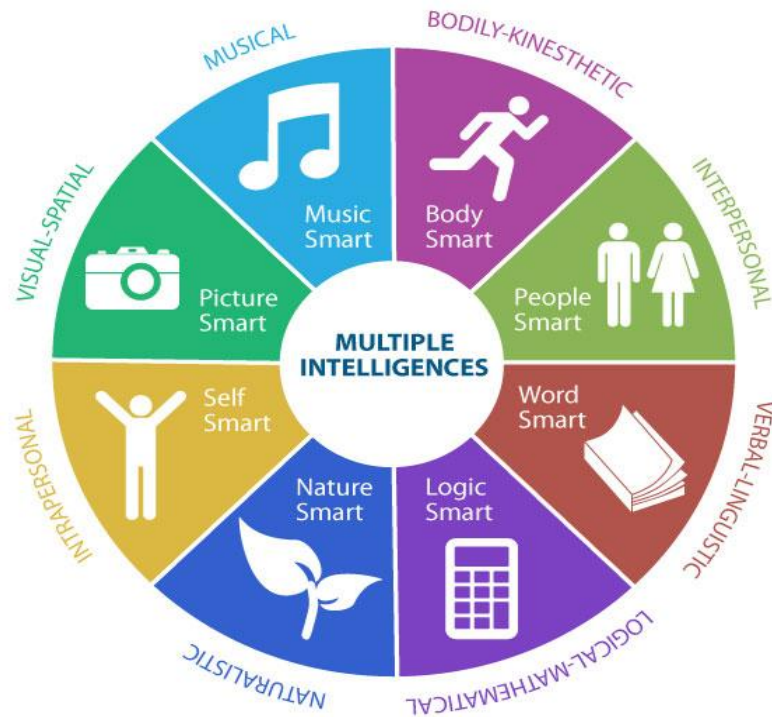 MUSICAL
BODILY-KINESTHETIC
INTERPERSONAL
VERBAL-LINGUISTIC
LOGICAL-MATHEMATICAL
NATURALISTIC
INTRAPERSONAL
VISUAL-SPATIAL
Music
Smart
Body
Smart
People
Smart
Word
Smart
Logic
Smart
Nature
Smart
Self
Smart
Picture
Smart
MULTIPLE
INTELLIGENCES